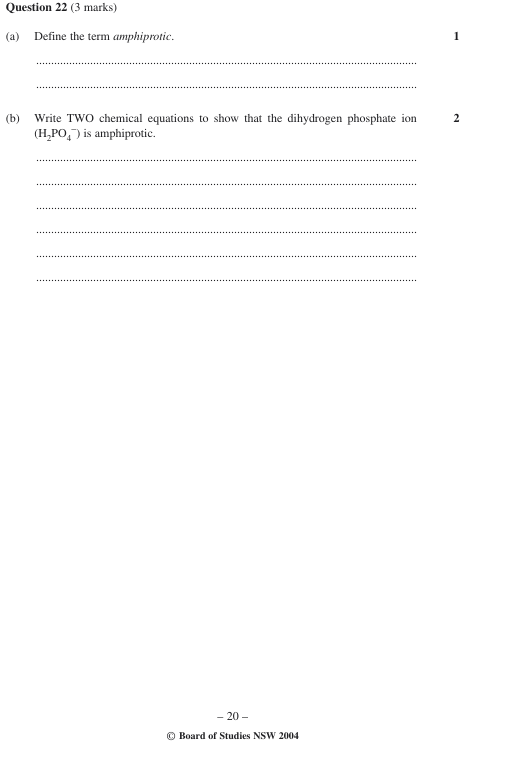 Question 22 (3 marks)
(a) Define the term amphiprotic. 1
(b) Write TWO chemical equations to show that the dihydrogen phosphate ion 2
(H₂PO₄⁻) is amphiprotic.
– 20 –
© Board of Studies NSW 2004